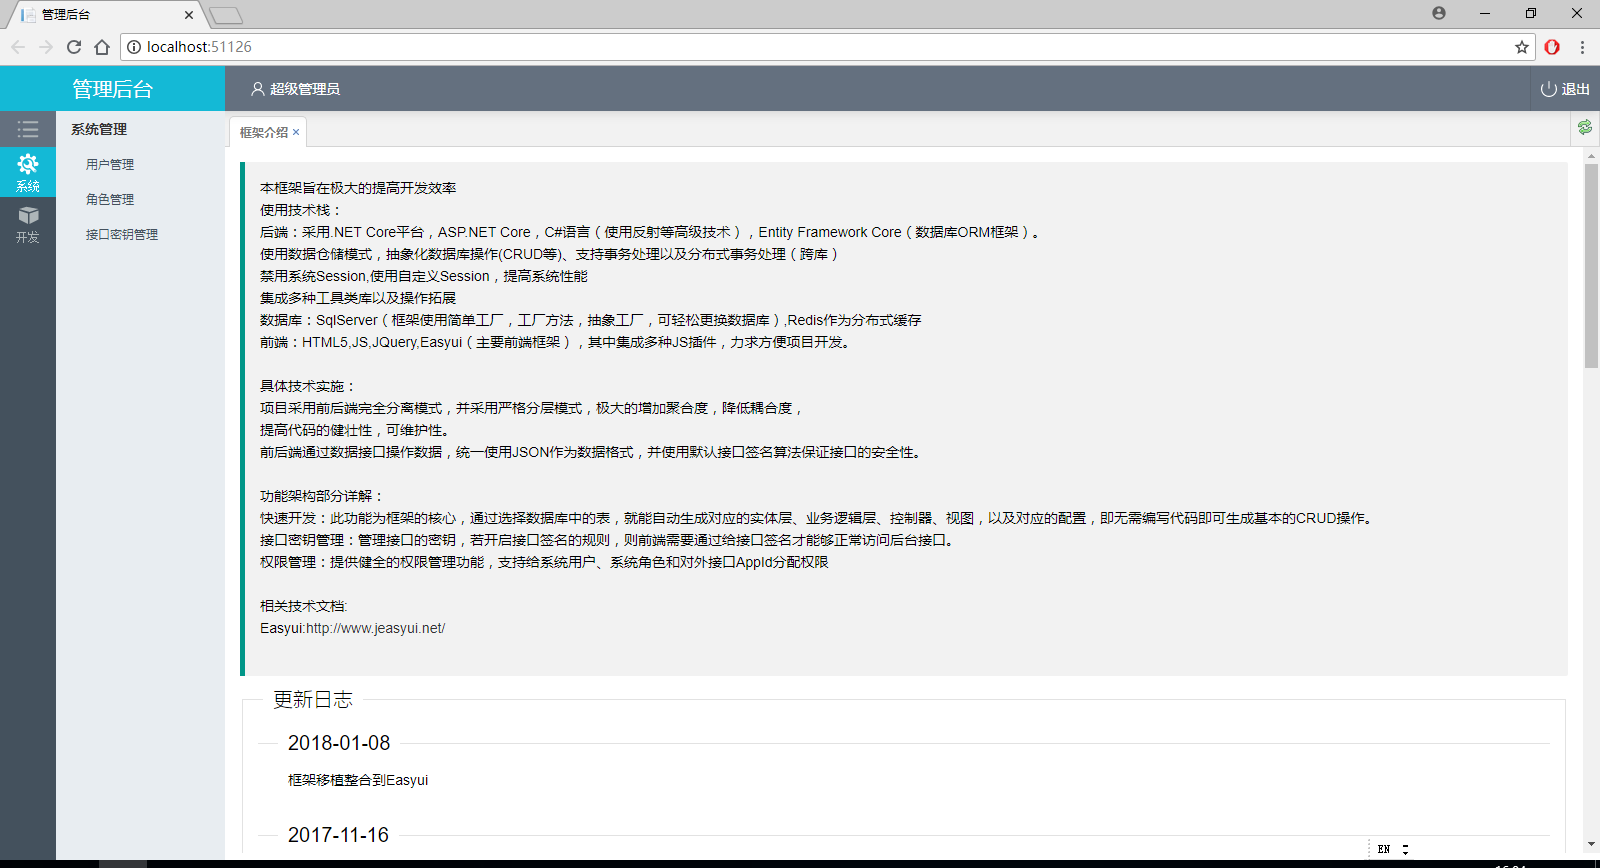 管理后台
localhost:51126
管理后台
超级管理员
退出
系统管理
框架介绍
用户管理
系统
角色管理
开发
接口密钥管理
本框架旨在极大的提高开发效率
使用技术栈：
后端：采用.NET Core平台，ASP.NET Core，C#语言（使用反射等高级技术），Entity Framework Core（数据库ORM框架）。
使用数据仓储模式，抽象化数据库操作(CRUD等)、支持事务处理以及分布式事务处理（跨库）
禁用系统Session,使用自定义Session，提高系统性能
集成多种工具类库以及操作拓展
数据库：SqlServer（框架使用简单工厂，工厂方法，抽象工厂，可轻松更换数据库）,Redis作为分布式缓存
前端：HTML5,JS,JQuery,Easyui（主要前端框架），其中集成多种JS插件，力求方便项目开发。
具体技术实施：
项目采用前后端完全分离模式，并采用严格分层模式，极大的增加聚合度，降低耦合度，
提高代码的健壮性，可维护性。
前后端通过数据接口操作数据，统一使用JSON作为数据格式，并使用默认接口签名算法保证接口的安全性。
功能架构部分详解：
快速开发：此功能为框架的核心，通过选择数据库中的表，就能自动生成对应的实体层、业务逻辑层、控制器、视图，以及对应的配置，即无需编写代码即可生成基本的CRUD操作。
接口密钥管理：管理接口的密钥，若开启接口签名的规则，则前端需要通过给接口签名才能够正常访问后台接口。
权限管理：提供健全的权限管理功能，支持给系统用户、系统角色和对外接口AppId分配权限
相关技术文档:
Easyui:http://www.jeasyui.net/
更新日志
2018-01-08
框架移植整合到Easyui
2017-11-16
EN